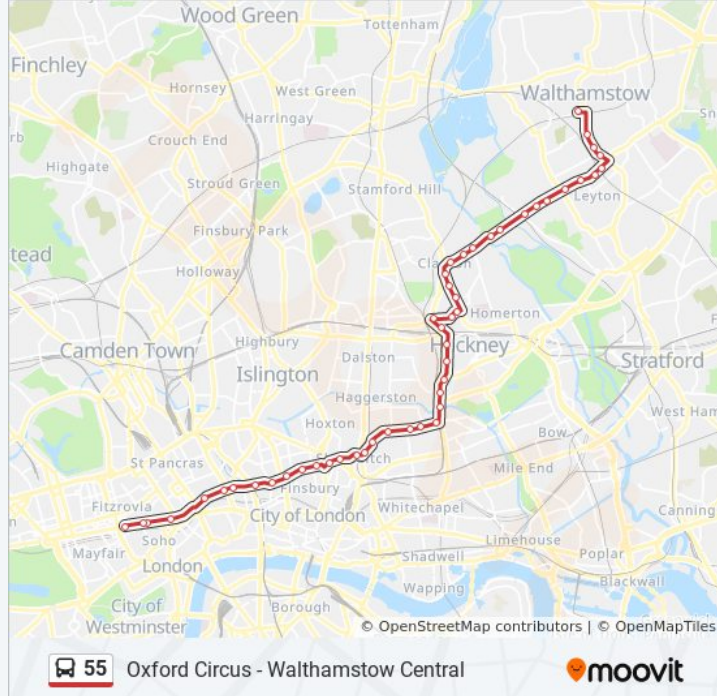 Wood Green
Tottenham
Finchley
Hornsey
West Green
Walthamstow
Harringay
Crouch End
Highgate
Stroud Green
Stamford Hill
Leyton
Finsbury Park
tead
Holloway
Homerton
Highbury
Hackney
Camden Town
Dalston
Stratford
Islington
Haggerston
West Ham
Hoxton
Bow
St Pancras
Mile End
Finsbury
Fitzrovia
City of London
Whitechapel
Canning
Soho
Limehouse
Mayfair
Shadwell
Poplar
London
Wapping
Blackwall
City of
Westminster
Borough
© OpenStreetMap contributors | © OpenMapTiles
55 Oxford Circus - Walthamstow Central
moovit